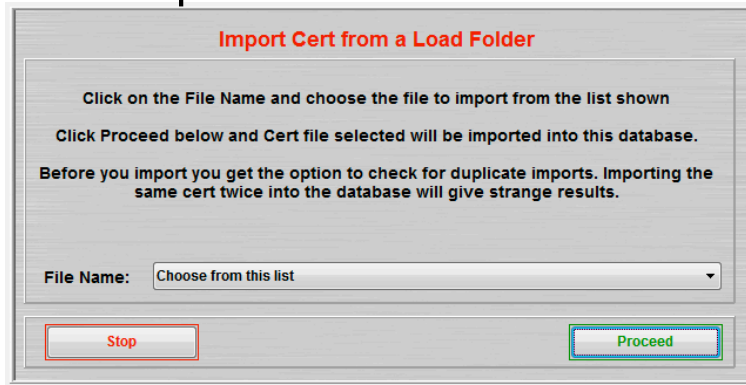 Import Cert from a Load Folder
Click on the File Name and choose the file to import from the list shown
Click Proceed below and Cert file selected will be imported into this database.
Before you import you get the option to check for duplicate imports. Importing the
same cert twice into the database will give strange results.
File Name: Choose from this list
Stop Proceed